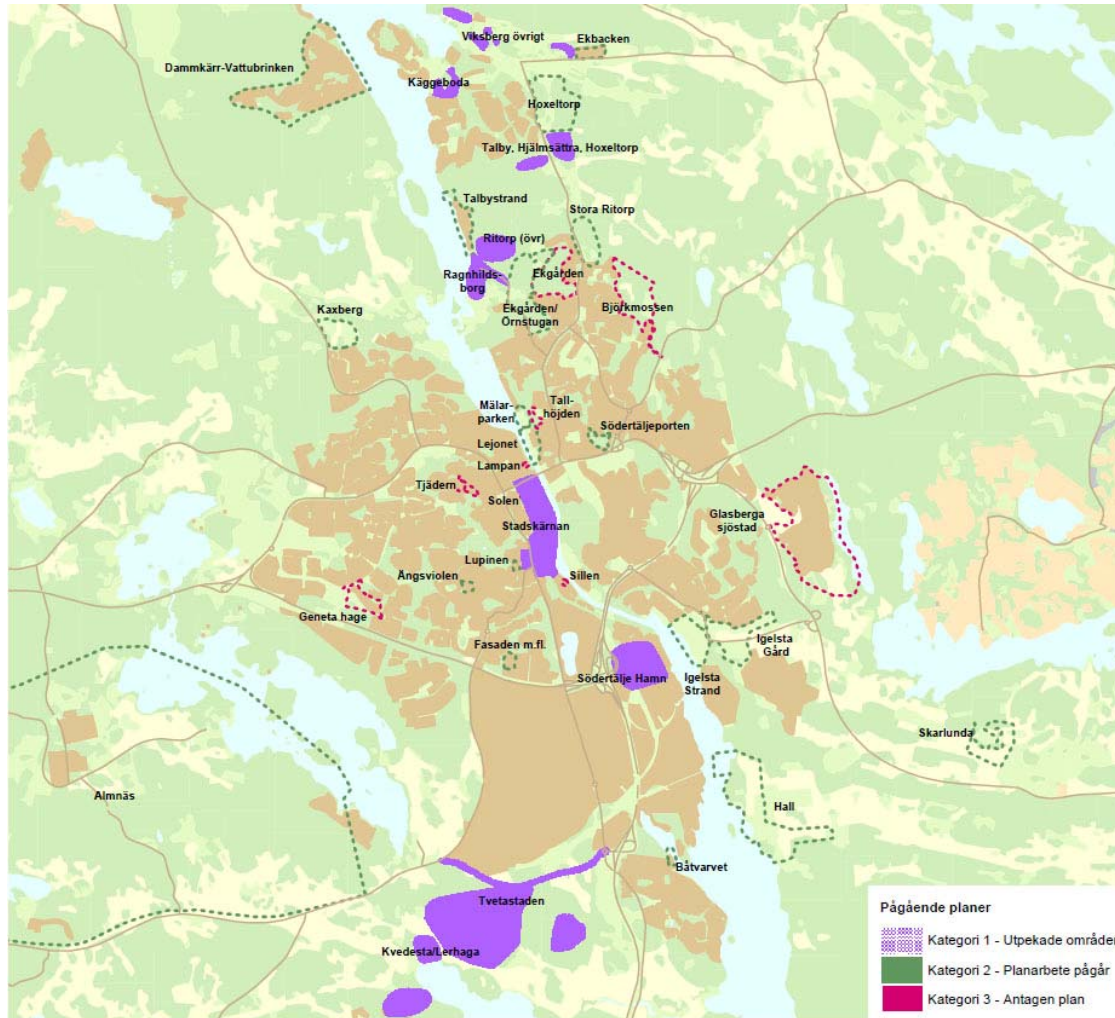 Viksberg övrigt
Ekbacken
Dammkärr-Vattubrinken
Käggeboda
Hoxeltorp
Talby, Hjälmsättra, Hoxeltorp
Talbystrand
Stora Ritorp
Ritorp (övr)
Ragnhilds-
borg
Ekgården
Björkmossen
Kaxberg
Ekgården/
Örnstugan
Mälar-
parken
Tall-
höjden
Södertäljeporten
Lejonet
Lampan
Tjädern
Solen
Stadskärnan
Glasberga
sjöstad
Lupinen
Ängsviolen
Sillen
Geneta hage
Fasaden m.fl.
Igelsta
Gård
Södertälje Hamn
Igelsta
Strand
Skarlunda
Almnäs
Hall
Båtvarvet
Tvetastaden
Kvedesta/Lerhaga
Pågående planer
Kategori 1 - Utpekade områden
Kategori 2 - Planarbete pågår
Kategori 3 - Antagen plan